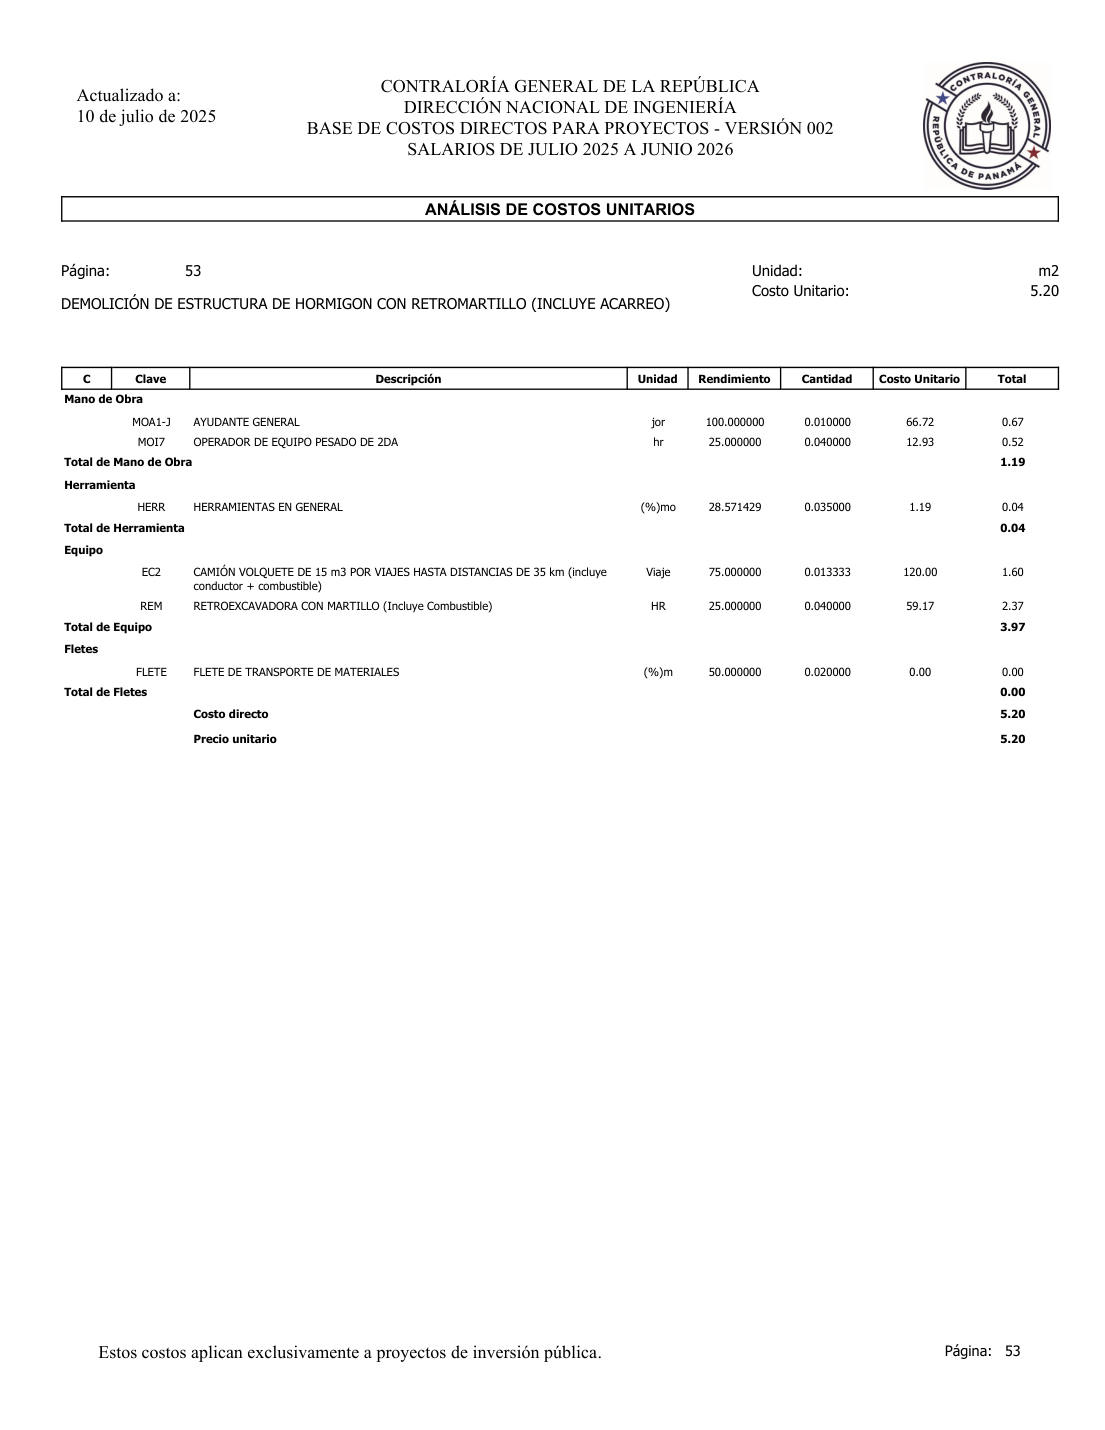 Actualizado a:
10 de julio de 2025
CONTRALORÍA GENERAL DE LA REPÚBLICA
DIRECCIÓN NACIONAL DE INGENIERÍA
BASE DE COSTOS DIRECTOS PARA PROYECTOS - VERSIÓN 002
SALARIOS DE JULIO 2025 A JUNIO 2026
CONTRALORÍA GENERAL
REPÚBLICA DE PANAMÁ
ANÁLISIS DE COSTOS UNITARIOS
Página: 53 Unidad: m2
Costo Unitario: 5.20
DEMOLICIÓN DE ESTRUCTURA DE HORMIGON CON RETROMARTILLO (INCLUYE ACARREO)
C Clave Descripción Unidad Rendimiento Cantidad Costo Unitario Total
Mano de Obra
MOA1-J AYUDANTE GENERAL jor 100.000000 0.010000 66.72 0.67
MOI7 OPERADOR DE EQUIPO PESADO DE 2DA hr 25.000000 0.040000 12.93 0.52
Total de Mano de Obra 1.19
Herramienta
HERR HERRAMIENTAS EN GENERAL (%)mo 28.571429 0.035000 1.19 0.04
Total de Herramienta 0.04
Equipo
EC2 CAMIÓN VOLQUETE DE 15 m3 POR VIAJES HASTA DISTANCIAS DE 35 km (incluye Viaje 75.000000 0.013333 120.00 1.60
conductor + combustible)
REM RETROEXCAVADORA CON MARTILLO (Incluye Combustible) HR 25.000000 0.040000 59.17 2.37
Total de Equipo 3.97
Fletes
FLETE FLETE DE TRANSPORTE DE MATERIALES (%)m 50.000000 0.020000 0.00 0.00
Total de Fletes 0.00
Costo directo 5.20
Precio unitario 5.20
Estos costos aplican exclusivamente a proyectos de inversión pública.
Página: 53